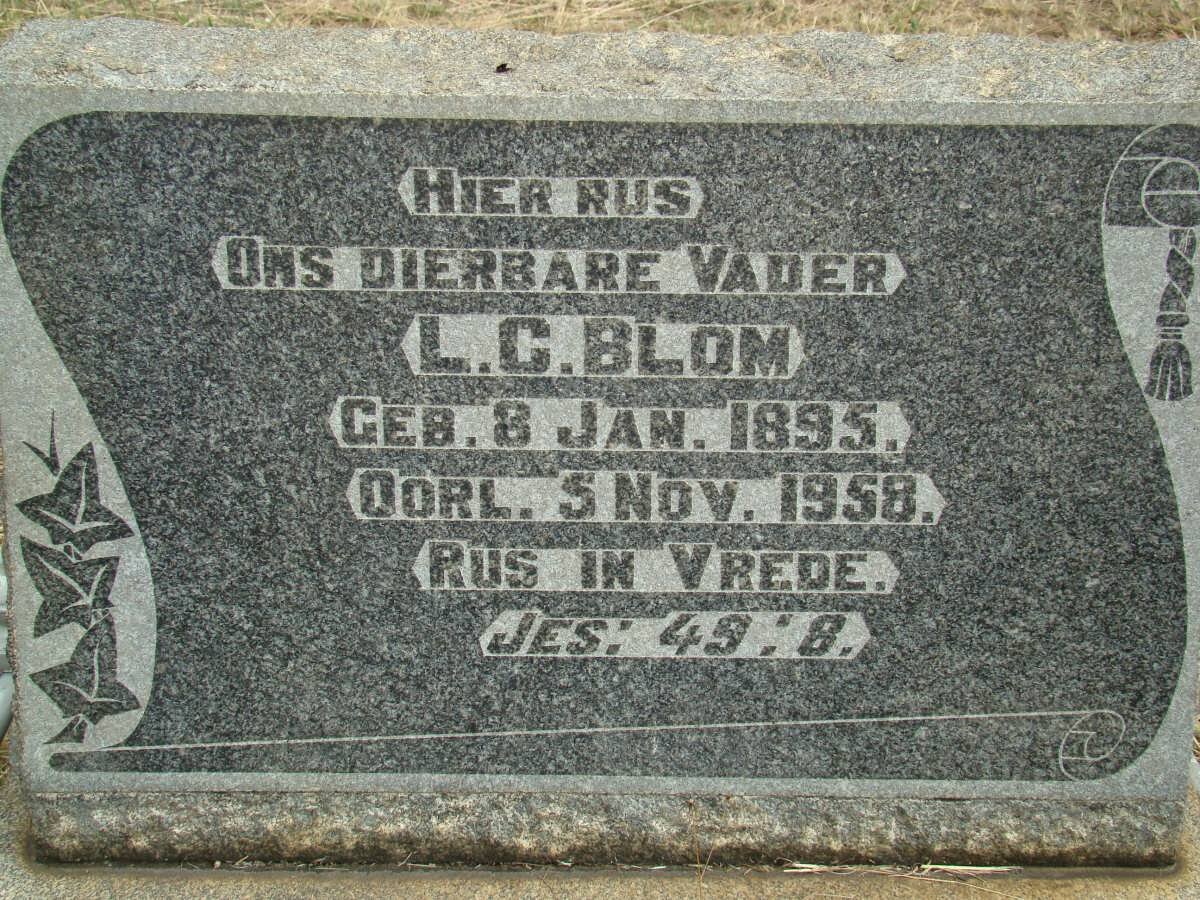 HIER RUS
ONS DIERBARE VADER
L.C. BLOM
GEB. 8 JAN. 1895.
OORL. 5 NOV. 1958.
RUS IN VREDE.
JES: 49:8.